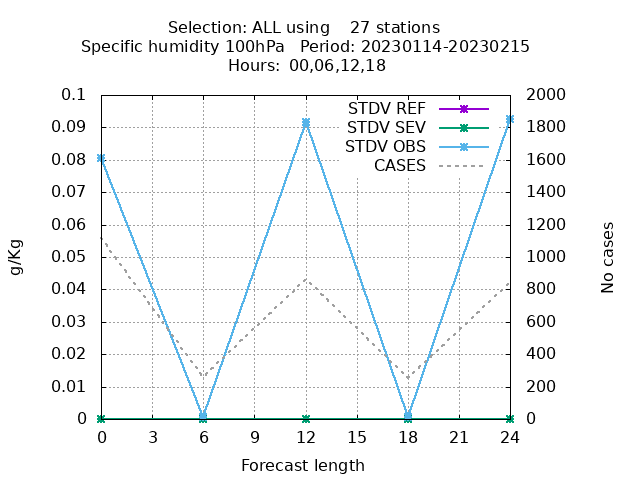 Selection: ALL using    27 stations
Specific humidity 100hPa   Period: 20230114-20230215
Hours:  00,06,12,18
STDV REF
STDV SEV
STDV OBS
CASES
0.1
0.09
0.08
0.07
0.06
0.05
0.04
0.03
0.02
0.01
0
g/Kg
2000
1800
1600
1400
1200
1000
800
600
400
200
0
No cases
0 3 6 9 12 15 18 21 24
Forecast length